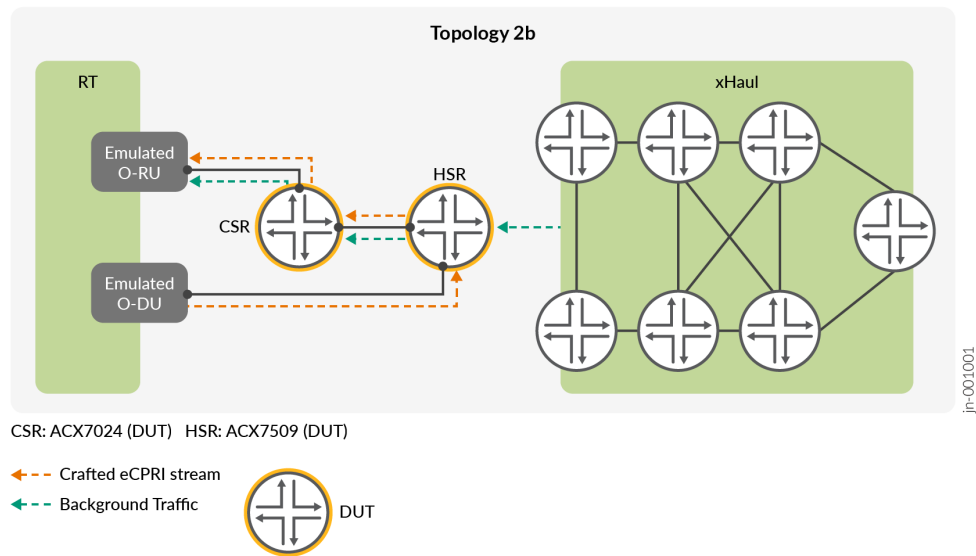 Topology 2b
RT
xHaul
Emulated
O-RU
HSR
CSR
Emulated
O-DU
jn-001001
CSR: ACX7024 (DUT) HSR: ACX7509 (DUT)
Crafted eCPRI stream
Background Traffic
DUT